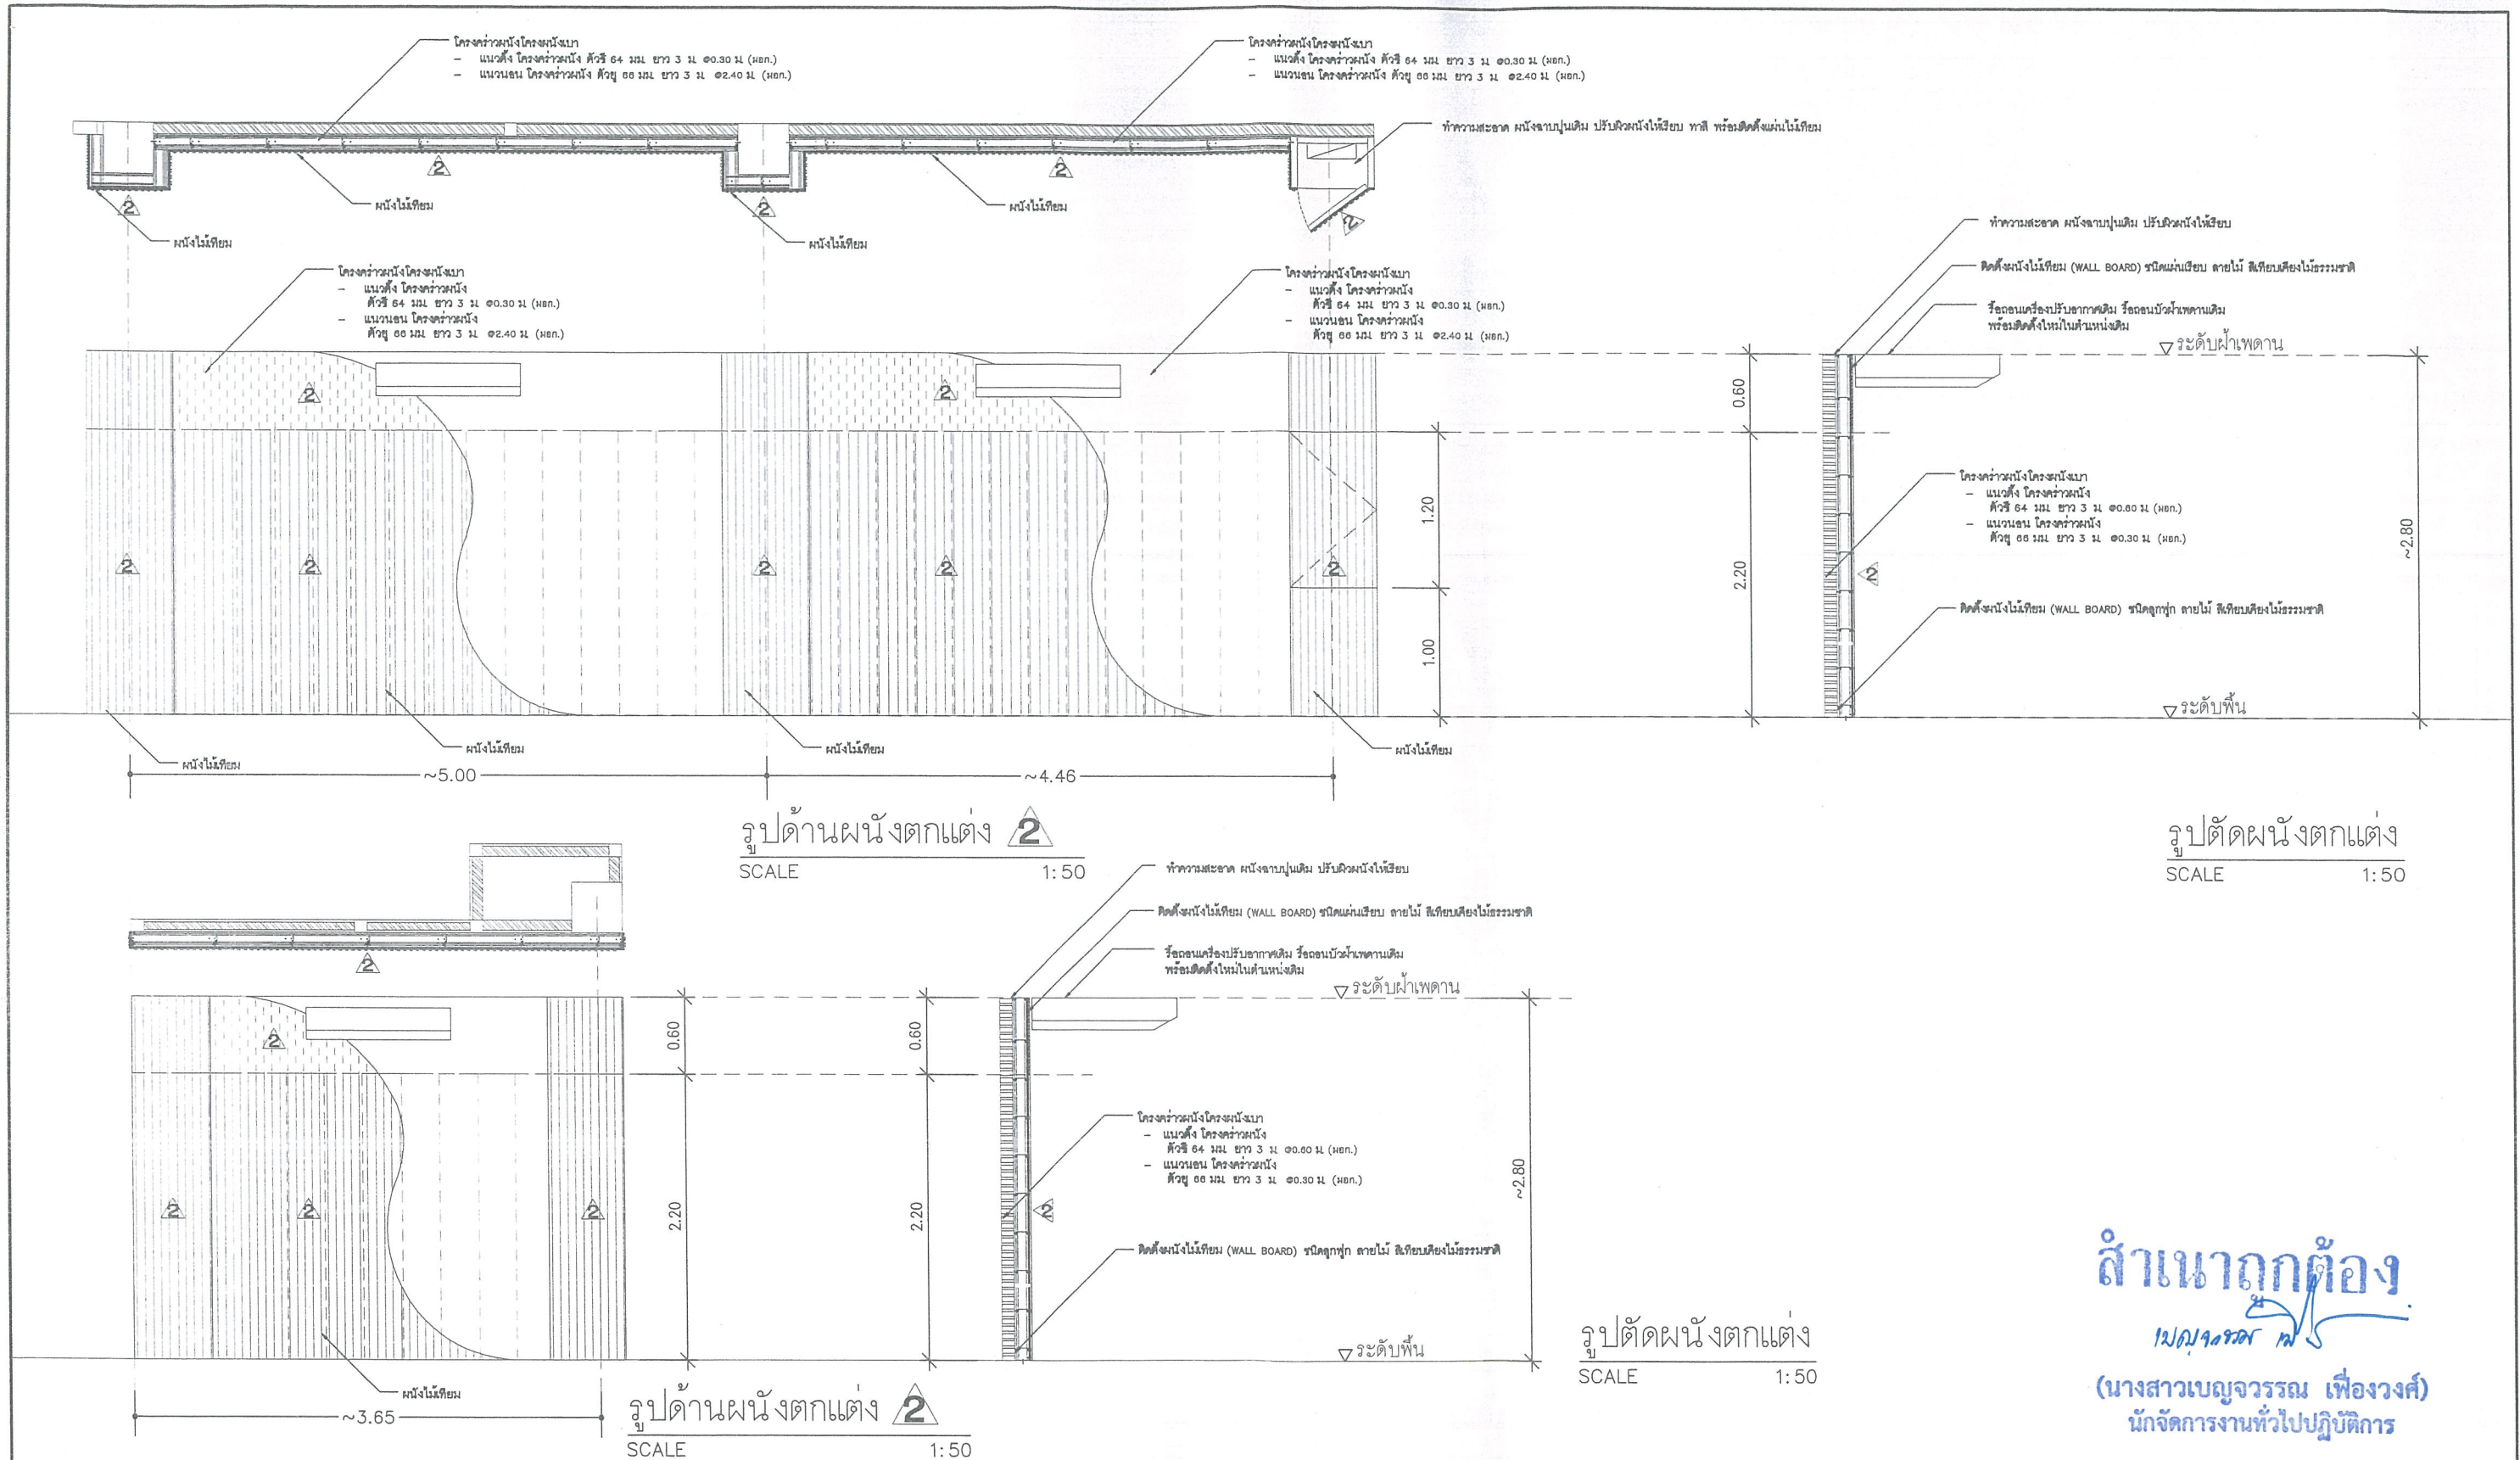 โครงคร่าวผนังโครงผนังเบา
- แนวตั้ง โครงคร่าวผนัง ตัวซี 64 มม. ยาว 3 ม. @0.30 ม. (มอก.)
- แนวนอน โครงคร่าวผนัง ตัวยู 66 มม. ยาว 3 ม. @2.40 ม. (มอก.)
โครงคร่าวผนังโครงผนังเบา
- แนวตั้ง โครงคร่าวผนัง ตัวซี 64 มม. ยาว 3 ม. @0.30 ม. (มอก.)
- แนวนอน โครงคร่าวผนัง ตัวยู 66 มม. ยาว 3 ม. @2.40 ม. (มอก.)
ทำความสะอาด ผนังฉาบปูนเดิม ปรับผิวผนังให้เรียบ ทาสี พร้อมติดตั้งแผ่นไม้เทียม
2
2
ผนังไม้เทียม
ผนังไม้เทียม
2
2
2
ผนังไม้เทียม
ผนังไม้เทียม
ทำความสะอาด ผนังฉาบปูนเดิม ปรับผิวผนังให้เรียบ
ติดตั้งผนังไม้เทียม (WALL BOARD) ชนิดแผ่นเรียบ ลายไม้ สีเทียบเคียงไม้ธรรมชาติ
รื้อถอนเครื่องปรับอากาศเดิม รื้อถอนบัวฝ้าเพดานเดิม
พร้อมติดตั้งใหม่ในตำแหน่งเดิม
ระดับฝ้าเพดาน
โครงคร่าวผนังโครงผนังเบา
- แนวตั้ง โครงคร่าวผนัง
ตัวซี 64 มม. ยาว 3 ม. @0.30 ม. (มอก.)
- แนวนอน โครงคร่าวผนัง
ตัวยู 66 มม. ยาว 3 ม. @2.40 ม. (มอก.)
โครงคร่าวผนังโครงผนังเบา
- แนวตั้ง โครงคร่าวผนัง
ตัวซี 64 มม. ยาว 3 ม. @0.30 ม. (มอก.)
- แนวนอน โครงคร่าวผนัง
ตัวยู 66 มม. ยาว 3 ม. @2.40 ม. (มอก.)
2
2
0.60
1.20
2.20
1.00
~2.80
โครงคร่าวผนังโครงผนังเบา
- แนวตั้ง โครงคร่าวผนัง
ตัวซี 64 มม. ยาว 3 ม. @0.60 ม. (มอก.)
- แนวนอน โครงคร่าวผนัง
ตัวยู 66 มม. ยาว 3 ม. @0.30 ม. (มอก.)
2
2
2
2
2
2
ติดตั้งผนังไม้เทียม (WALL BOARD) ชนิดลูกฟูก ลายไม้ สีเทียบเคียงไม้ธรรมชาติ
ระดับพื้น
ผนังไม้เทียม
ผนังไม้เทียม
ผนังไม้เทียม
ผนังไม้เทียม
~5.00
~4.46
รูปด้านผนังตกแต่ง 2
SCALE 1:50
รูปตัดผนังตกแต่ง
SCALE 1:50
2
ทำความสะอาด ผนังฉาบปูนเดิม ปรับผิวผนังให้เรียบ
ติดตั้งผนังไม้เทียม (WALL BOARD) ชนิดแผ่นเรียบ ลายไม้ สีเทียบเคียงไม้ธรรมชาติ
รื้อถอนเครื่องปรับอากาศเดิม รื้อถอนบัวฝ้าเพดานเดิม
พร้อมติดตั้งใหม่ในตำแหน่งเดิม
ระดับฝ้าเพดาน
2
0.60
0.60
โครงคร่าวผนังโครงผนังเบา
- แนวตั้ง โครงคร่าวผนัง
ตัวซี 64 มม. ยาว 3 ม. @0.60 ม. (มอก.)
- แนวนอน โครงคร่าวผนัง
ตัวยู 66 มม. ยาว 3 ม. @0.30 ม. (มอก.)
2
2
2
2.20
2.20
2
~2.80
ติดตั้งผนังไม้เทียม (WALL BOARD) ชนิดลูกฟูก ลายไม้ สีเทียบเคียงไม้ธรรมชาติ
ระดับพื้น
ผนังไม้เทียม
~3.65
รูปด้านผนังตกแต่ง 2
SCALE 1:50
รูปตัดผนังตกแต่ง
SCALE 1:50
สำเนาถูกต้อง
(นางสาวเบญจวรรณ เฟื่องวงศ์)
นักจัดการงานทั่วไปปฏิบัติการ